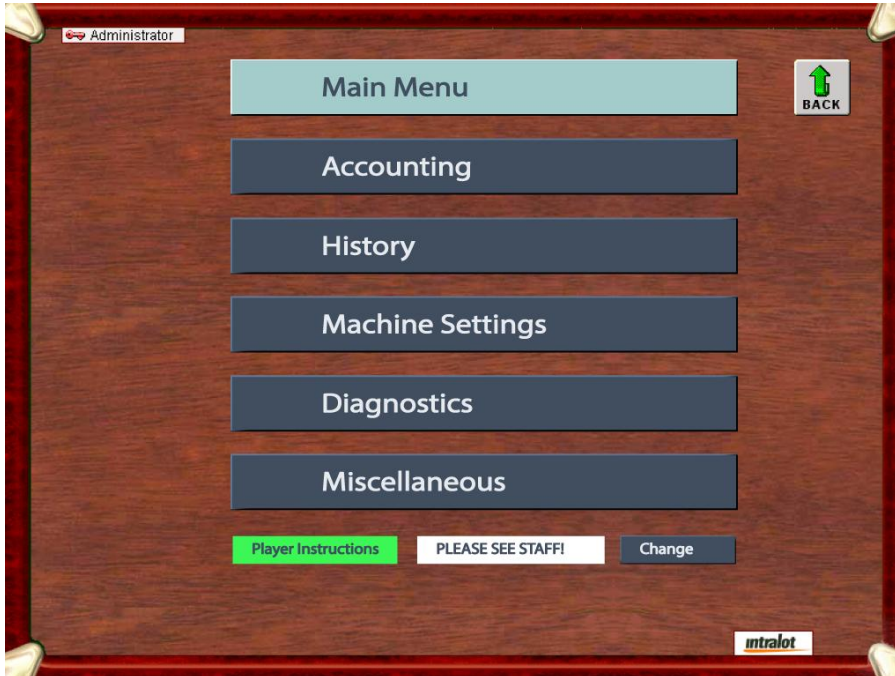 Administrator
Main Menu
BACK
Accounting
History
Machine Settings
Diagnostics
Miscellaneous
Player Instructions
PLEASE SEE STAFF!
Change
intralot